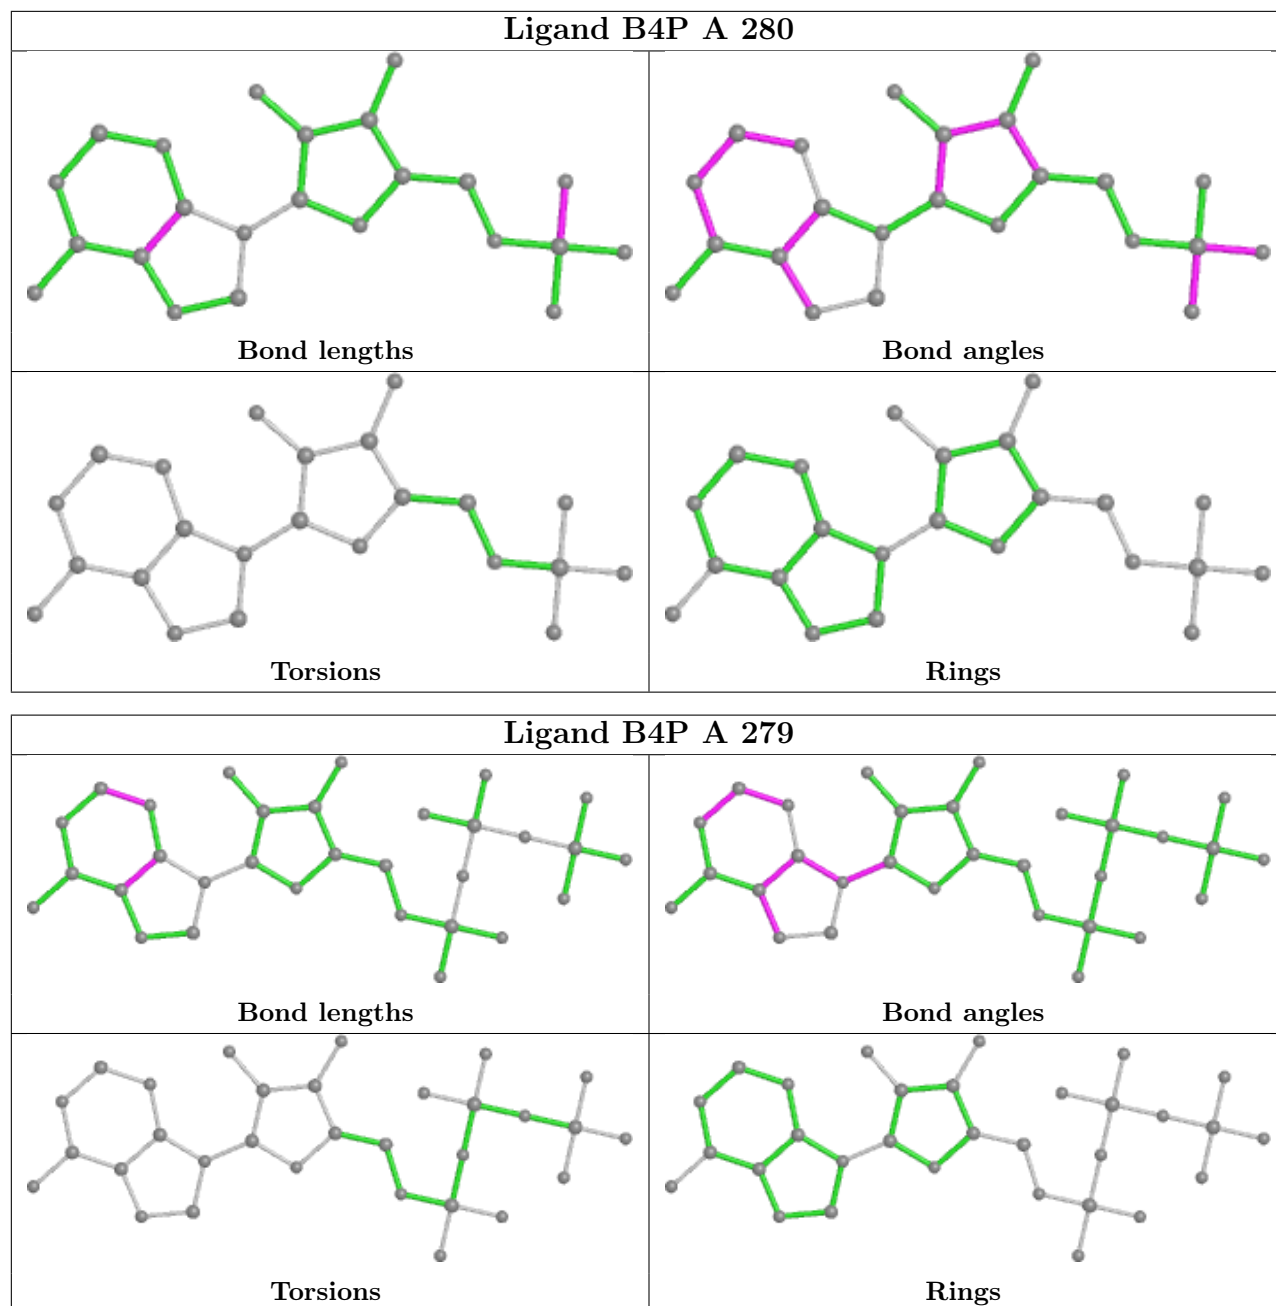 Ligand B4P A 280
Bond lengths
Bond angles
Torsions
Rings
Ligand B4P A 279
Bond lengths
Bond angles
Torsions
Rings